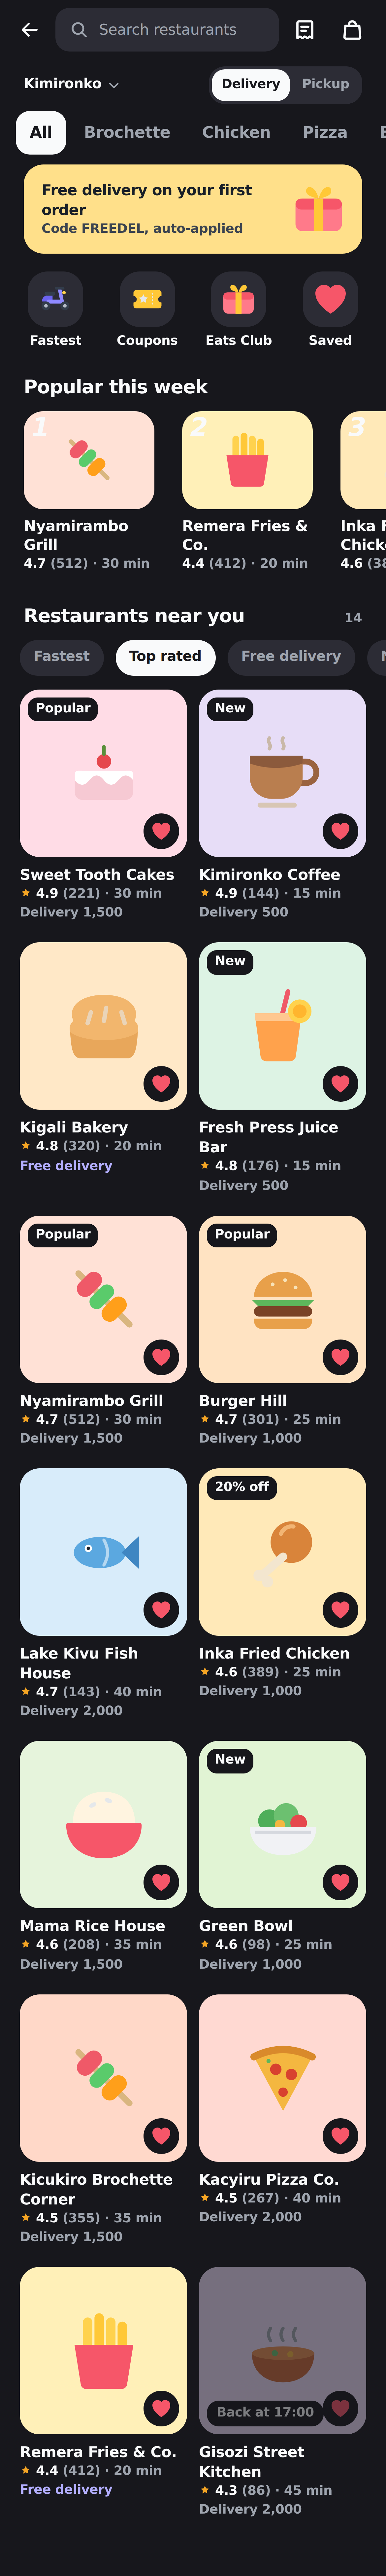 Search restaurants
Kimironko
Delivery
Pickup
All
Brochette
Chicken
Pizza
Free delivery on your first
order
Code FREEDEL, auto-applied
Fastest
Coupons
Eats Club
Saved
Popular this week
1
2
3
Nyamirambo
Grill
4.7 (512) · 30 min
Remera Fries &
Co.
4.4 (412) · 20 min
Inka
4.6
Restaurants near you
14
Fastest
Top rated
Free delivery
Popular
New
Sweet Tooth Cakes
4.9 (221) · 30 min
Delivery 1,500
Kimironko Coffee
4.9 (144) · 15 min
Delivery 500
New
Kigali Bakery
4.8 (320) · 20 min
Free delivery
Fresh Press Juice
Bar
4.8 (176) · 15 min
Delivery 500
Popular
Popular
Nyamirambo Grill
4.7 (512) · 30 min
Delivery 1,500
Burger Hill
4.7 (301) · 25 min
Delivery 1,000
20% off
Lake Kivu Fish
House
4.7 (143) · 40 min
Delivery 2,000
Inka Fried Chicken
4.6 (389) · 25 min
Delivery 1,000
New
Mama Rice House
4.6 (208) · 35 min
Delivery 1,500
Green Bowl
4.6 (98) · 25 min
Delivery 1,000
Kicukiro Brochette
Corner
4.5 (355) · 35 min
Delivery 1,500
Kacyiru Pizza Co.
4.5 (267) · 40 min
Delivery 2,000
Back at 17:00
Remera Fries & Co.
4.4 (412) · 20 min
Free delivery
Gisozi Street
Kitchen
4.3 (86) · 45 min
Delivery 2,000